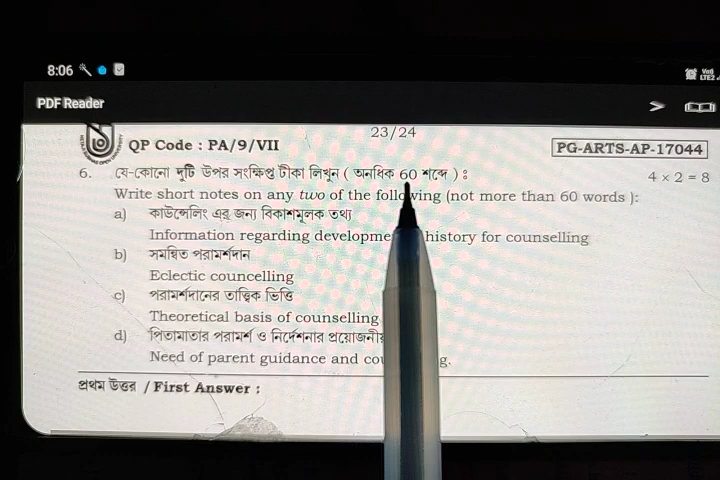 8:06
Vo) LTE2
PDF Reader
23/24
QP Code : PA/9/VII
PG-ARTS-AP-17044
6. যে-কোনো দুটি উপর সংক্ষিপ্ত টীকা লিখুন ( অনধিক 60 শব্দে ) :
4 x 2 = 8
Write short notes on any two of the following (not more than 60 words ):
a) কাউন্সেলিং এর জন্য বিকাশমূলক তথ্য
Information regarding developme history for counselling
b) সমন্বিত পরামর্শদান
Eclectic councelling
c) পরামর্শদানের তাত্ত্বিক ভিত্তি
Theoretical basis of counselling
d) পিতামাতার পরামর্শ ও নির্দেশনার প্রয়োজনীয়
Need of parent guidance and cou g.
প্রথম উত্তর / First Answer :